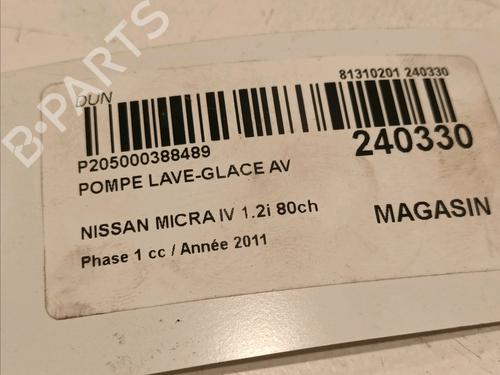 DUN
81310201 240330
P205000388489
240330
POMPE LAVE-GLACE AV
NISSAN MICRA IV 1.2i 80ch
MAGASIN
Phase 1 cc / Année 2011
B-PARTS